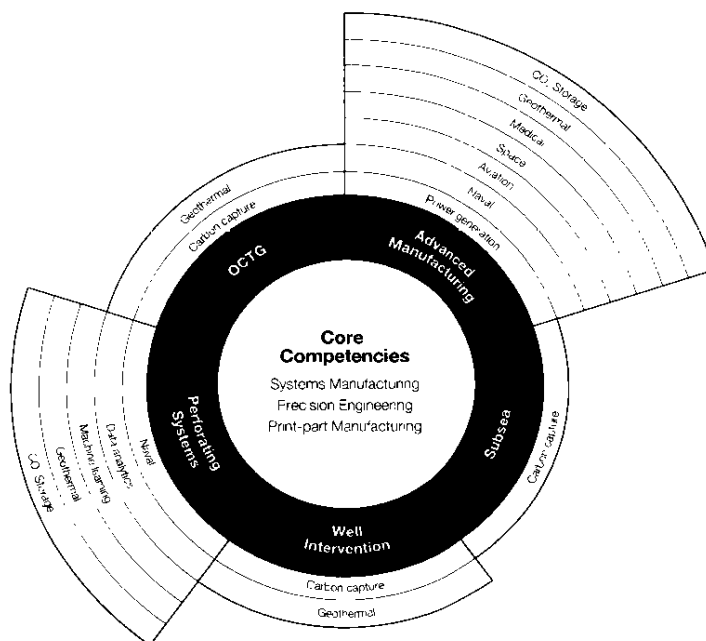 CO₂ Storage
Geothermal
Medical
Space
Aviation
Naval
Power generation
Advanced
Manufacturing
Geothermal
Carbon capture
OCTG
Core
Competencies
Systems Manufacturing
Precision Engineering
Print-part Manufacturing
Perforating
Systems
Naval
Data analytics
Machine learning
Geothermal
CO Storage
Subsea
Carbon capture
Well
Intervention
Carbon capture
Geothermal